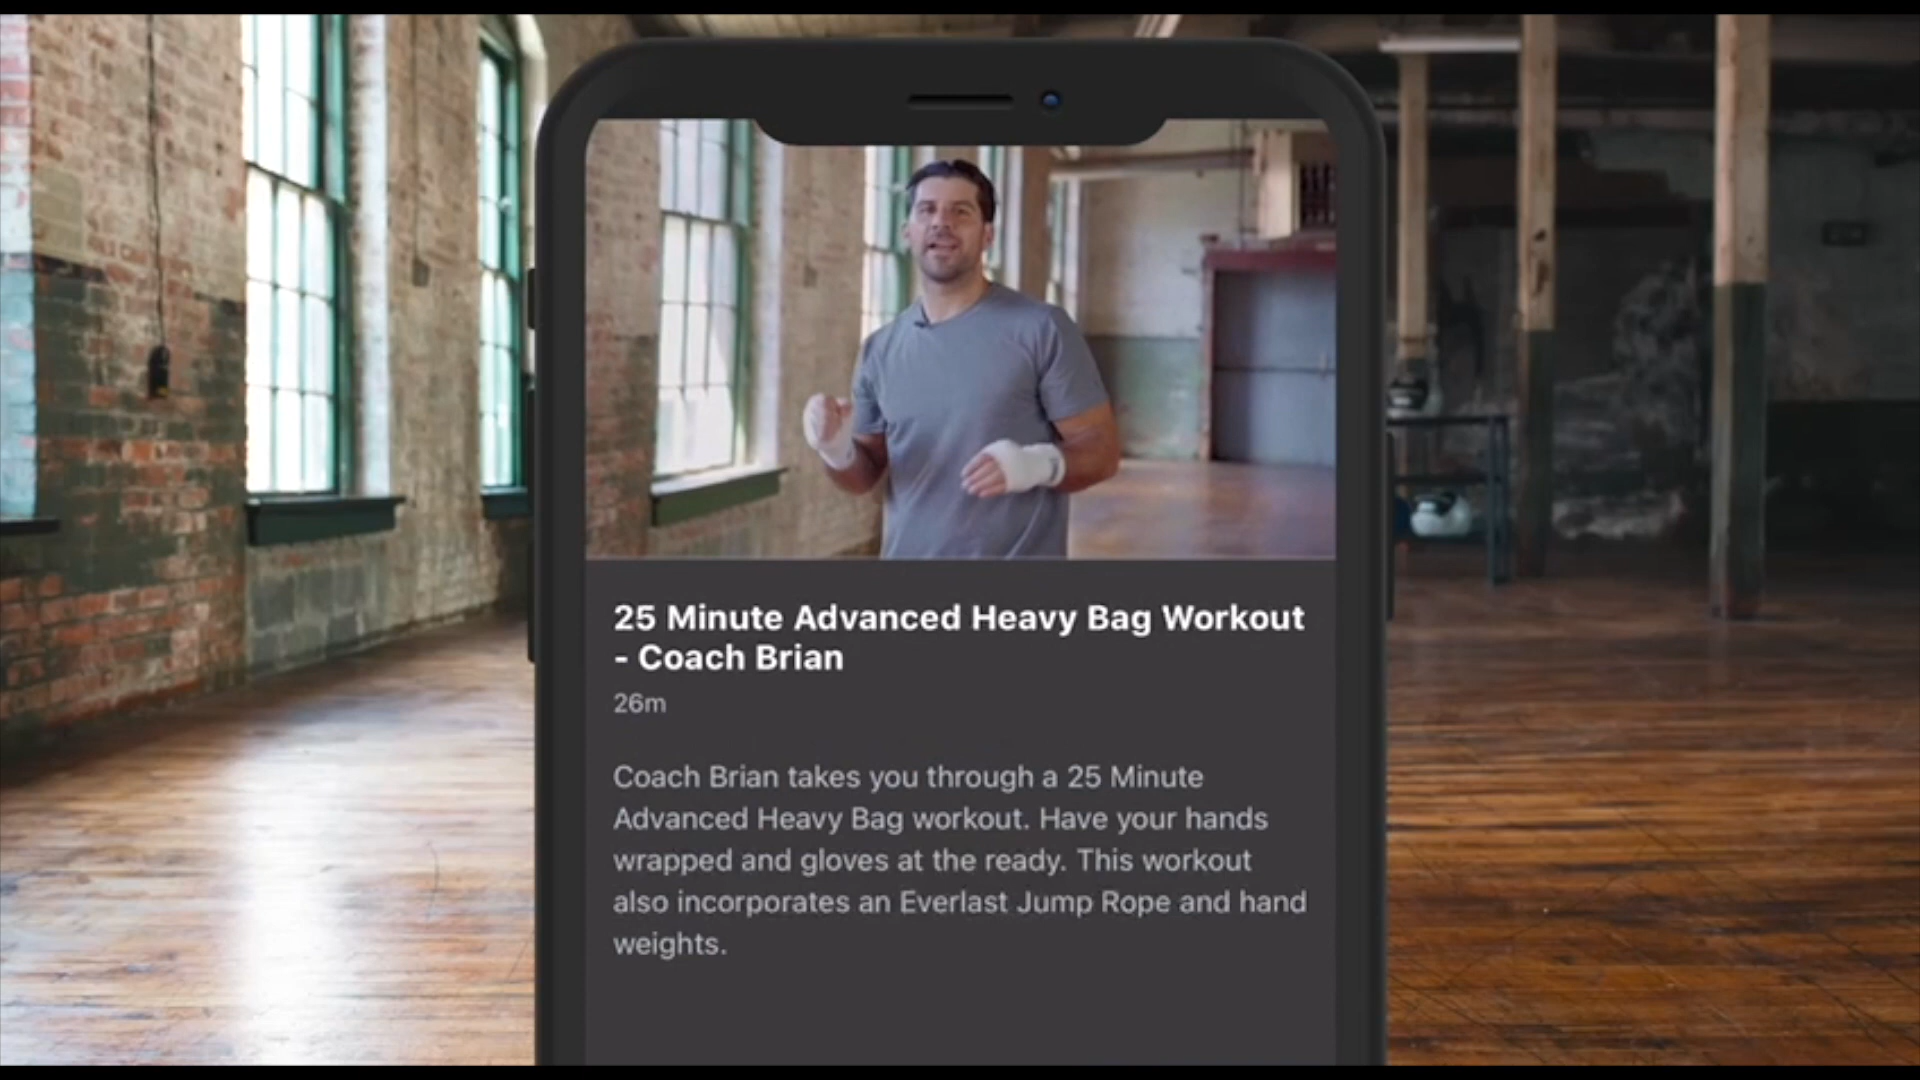 25 Minute Advanced Heavy Bag Workout
- Coach Brian
26m
Coach Brian takes you through a 25 Minute
Advanced Heavy Bag workout. Have your hands
wrapped and gloves at the ready. This workout
also incorporates an Everlast Jump Rope and hand
weights.